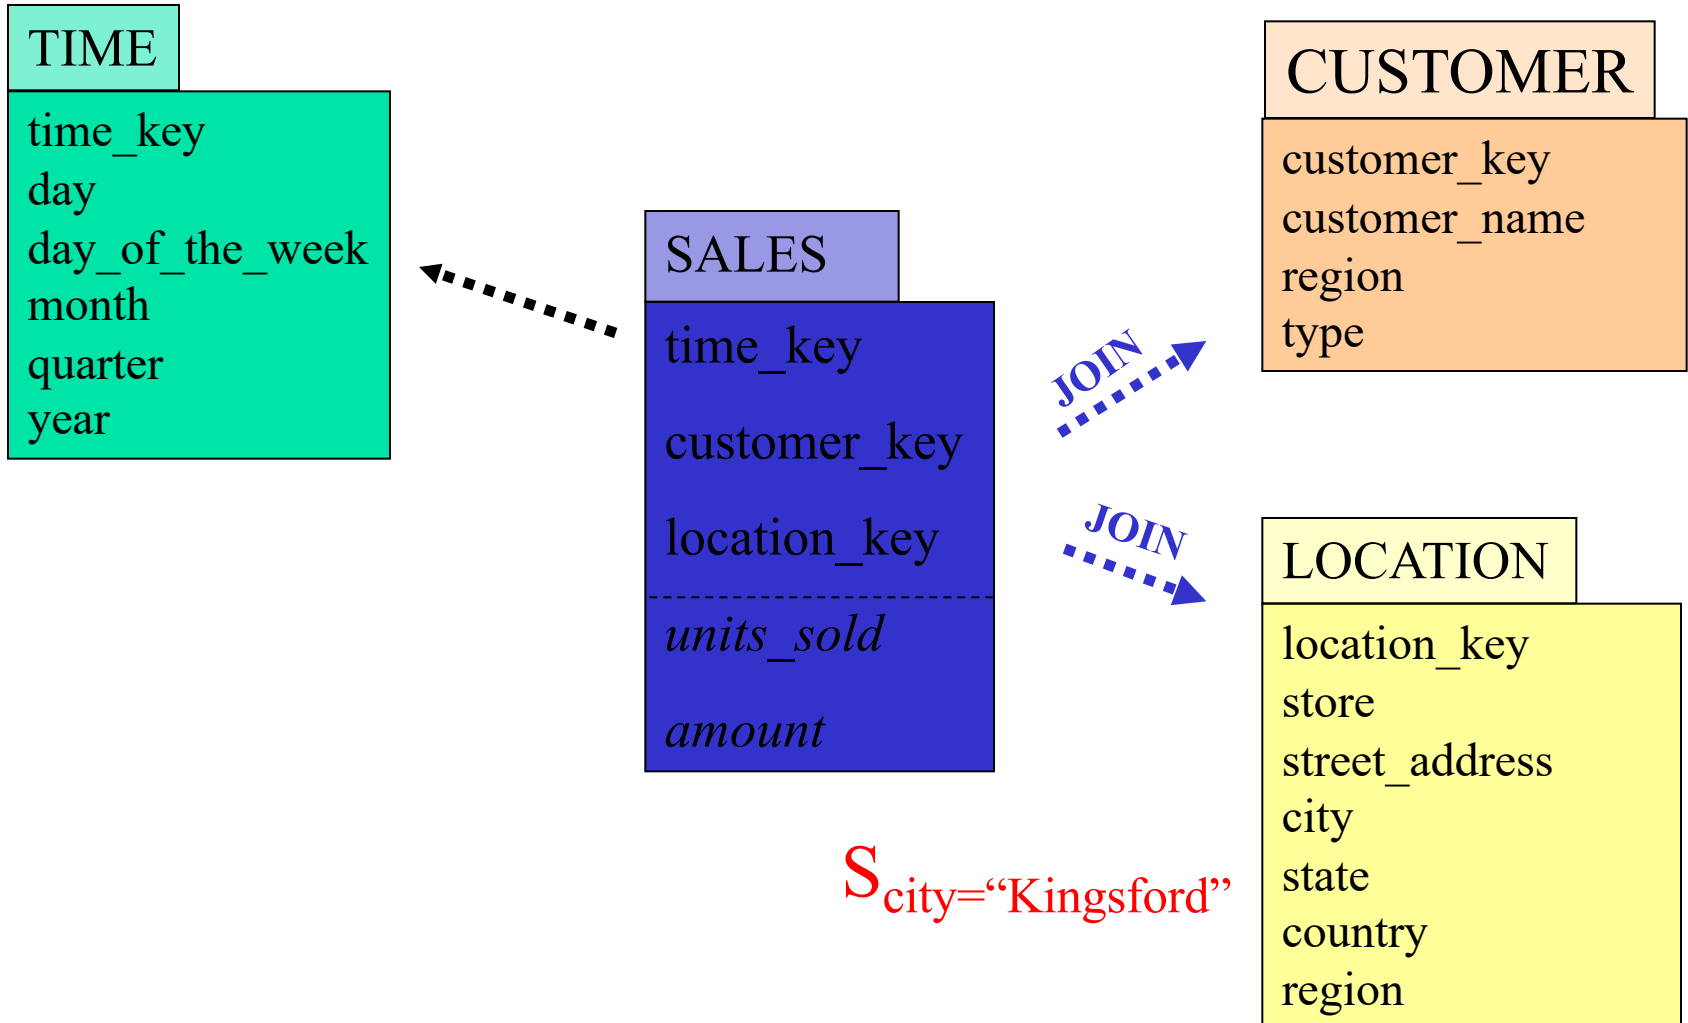 TIME
time_key
day
day_of_the_week
month
quarter
year
SALES
time_key
customer_key
location_key
units_sold
amount
JOIN
JOIN
CUSTOMER
customer_key
customer_name
region
type
LOCATION
location_key
store
street_address
city
state
country
region
S city=“Kingsford”